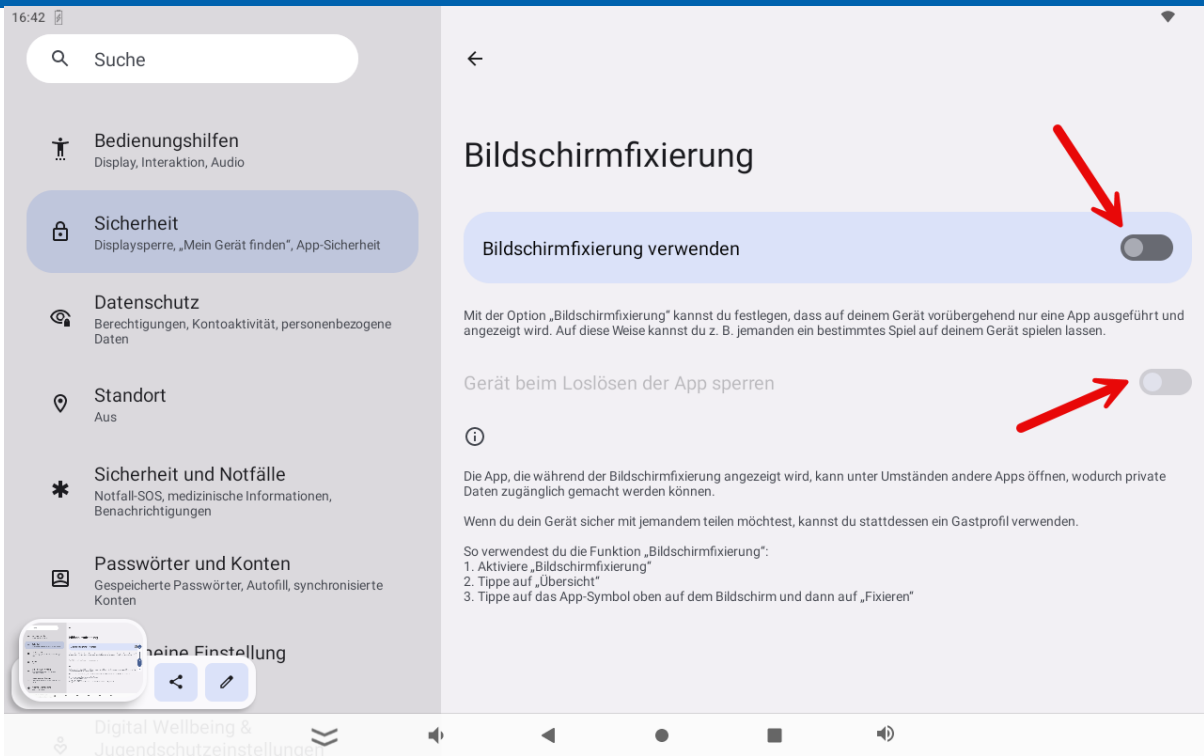 16:42
Suche
Bedienungshilfen
Display, Interaktion, Audio
Sicherheit
Displaysperre, „Mein Gerät finden“, App-Sicherheit
Datenschutz
Berechtigungen, Kontoaktivität, personenbezogene
Daten
Standort
Aus
Sicherheit und Notfälle
Notfall-SOS, medizinische Informationen,
Benachrichtigungen
Passwörter und Konten
Gespeicherte Passwörter, Autofill, synchronisierte
Konten
neine Einstellung
Digital Wellbeing &
Jugendschutzeinstellungen
Bildschirmfixierung
Bildschirmfixierung verwenden
Mit der Option „Bildschirmfixierung“ kannst du festlegen, dass auf deinem Gerät vorübergehend nur eine App ausgeführt und
angezeigt wird. Auf diese Weise kannst du z. B. jemanden ein bestimmtes Spiel auf deinem Gerät spielen lassen.
Gerät beim Loslösen der App sperren
Die App, die während der Bildschirmfixierung angezeigt wird, kann unter Umständen andere Apps öffnen, wodurch private
Daten zugänglich gemacht werden können.
Wenn du dein Gerät sicher mit jemandem teilen möchtest, kannst du stattdessen ein Gastprofil verwenden.
So verwendest du die Funktion „Bildschirmfixierung“:
1. Aktiviere „Bildschirmfixierung“
2. Tippe auf „Übersicht“
3. Tippe auf das App-Symbol oben auf dem Bildschirm und dann auf „Fixieren“